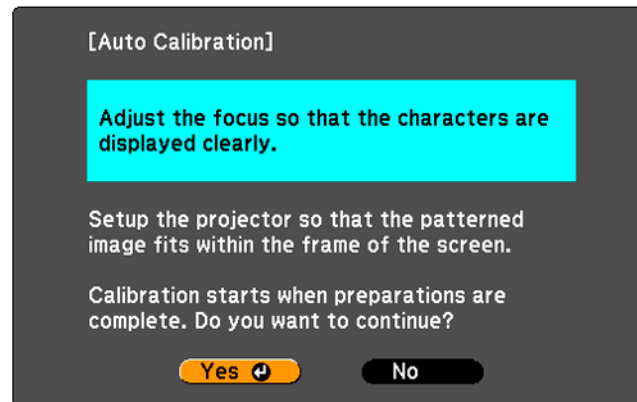 [Auto Calibration]
Adjust the focus so that the characters are
displayed clearly.
Setup the projector so that the patterned
image fits within the frame of the screen.
Calibration starts when preparations are
complete. Do you want to continue?
Yes No